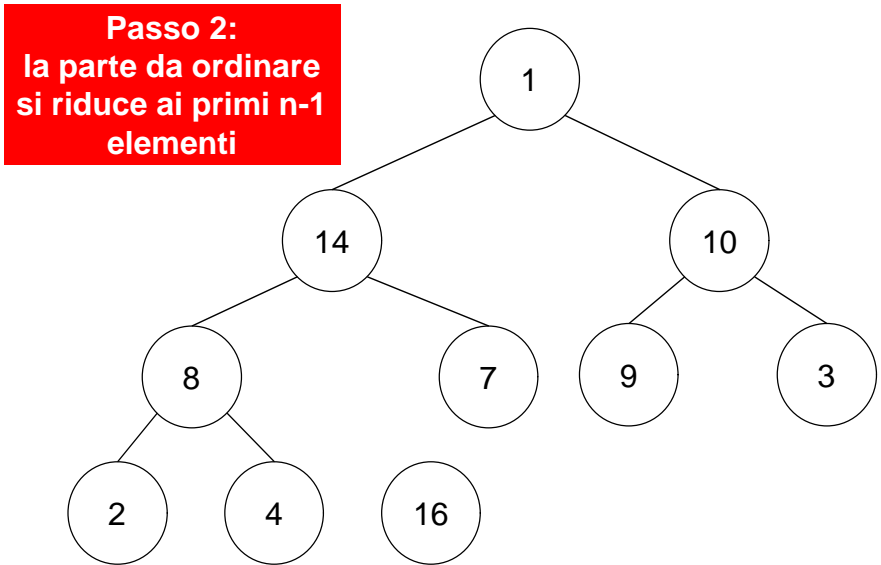 Passo 2:
la parte da ordinare
si riduce ai primi n-1
elementi
1
14
10
8
7
9
3
2
4
16